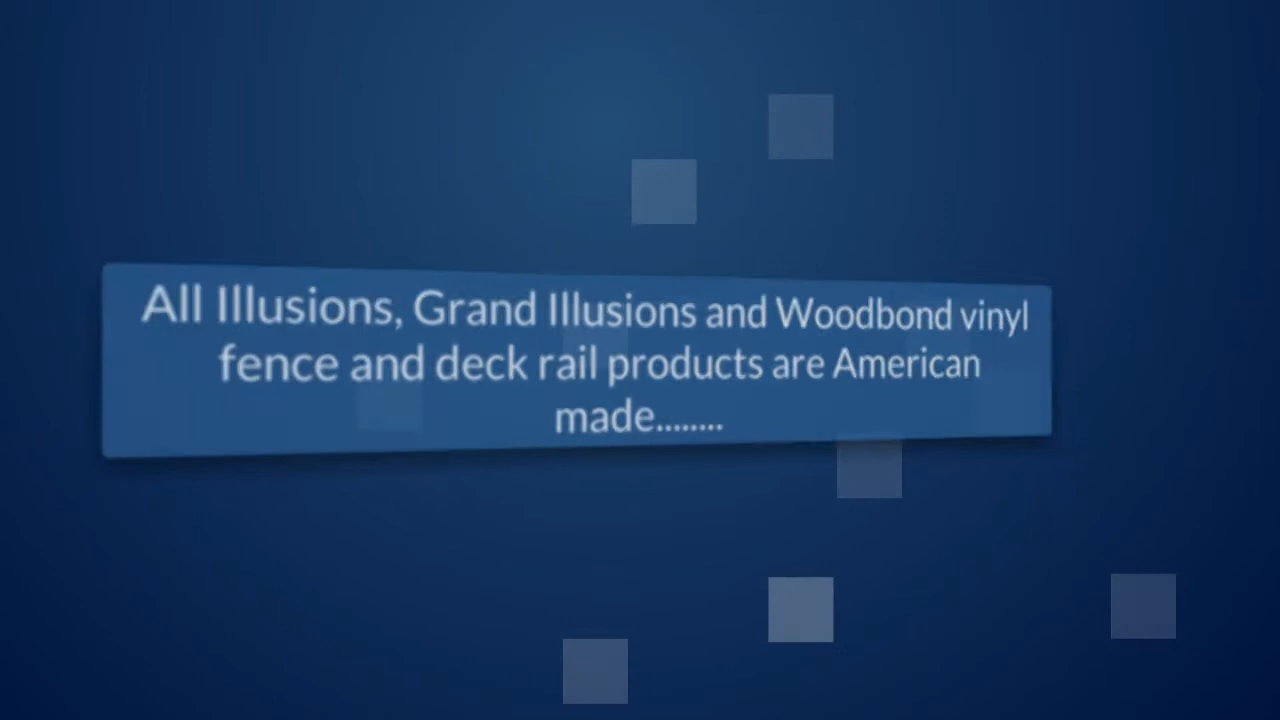 All Illusions, Grand Illusions and Woodbond vinyl
fence and deck rail products are American
made........